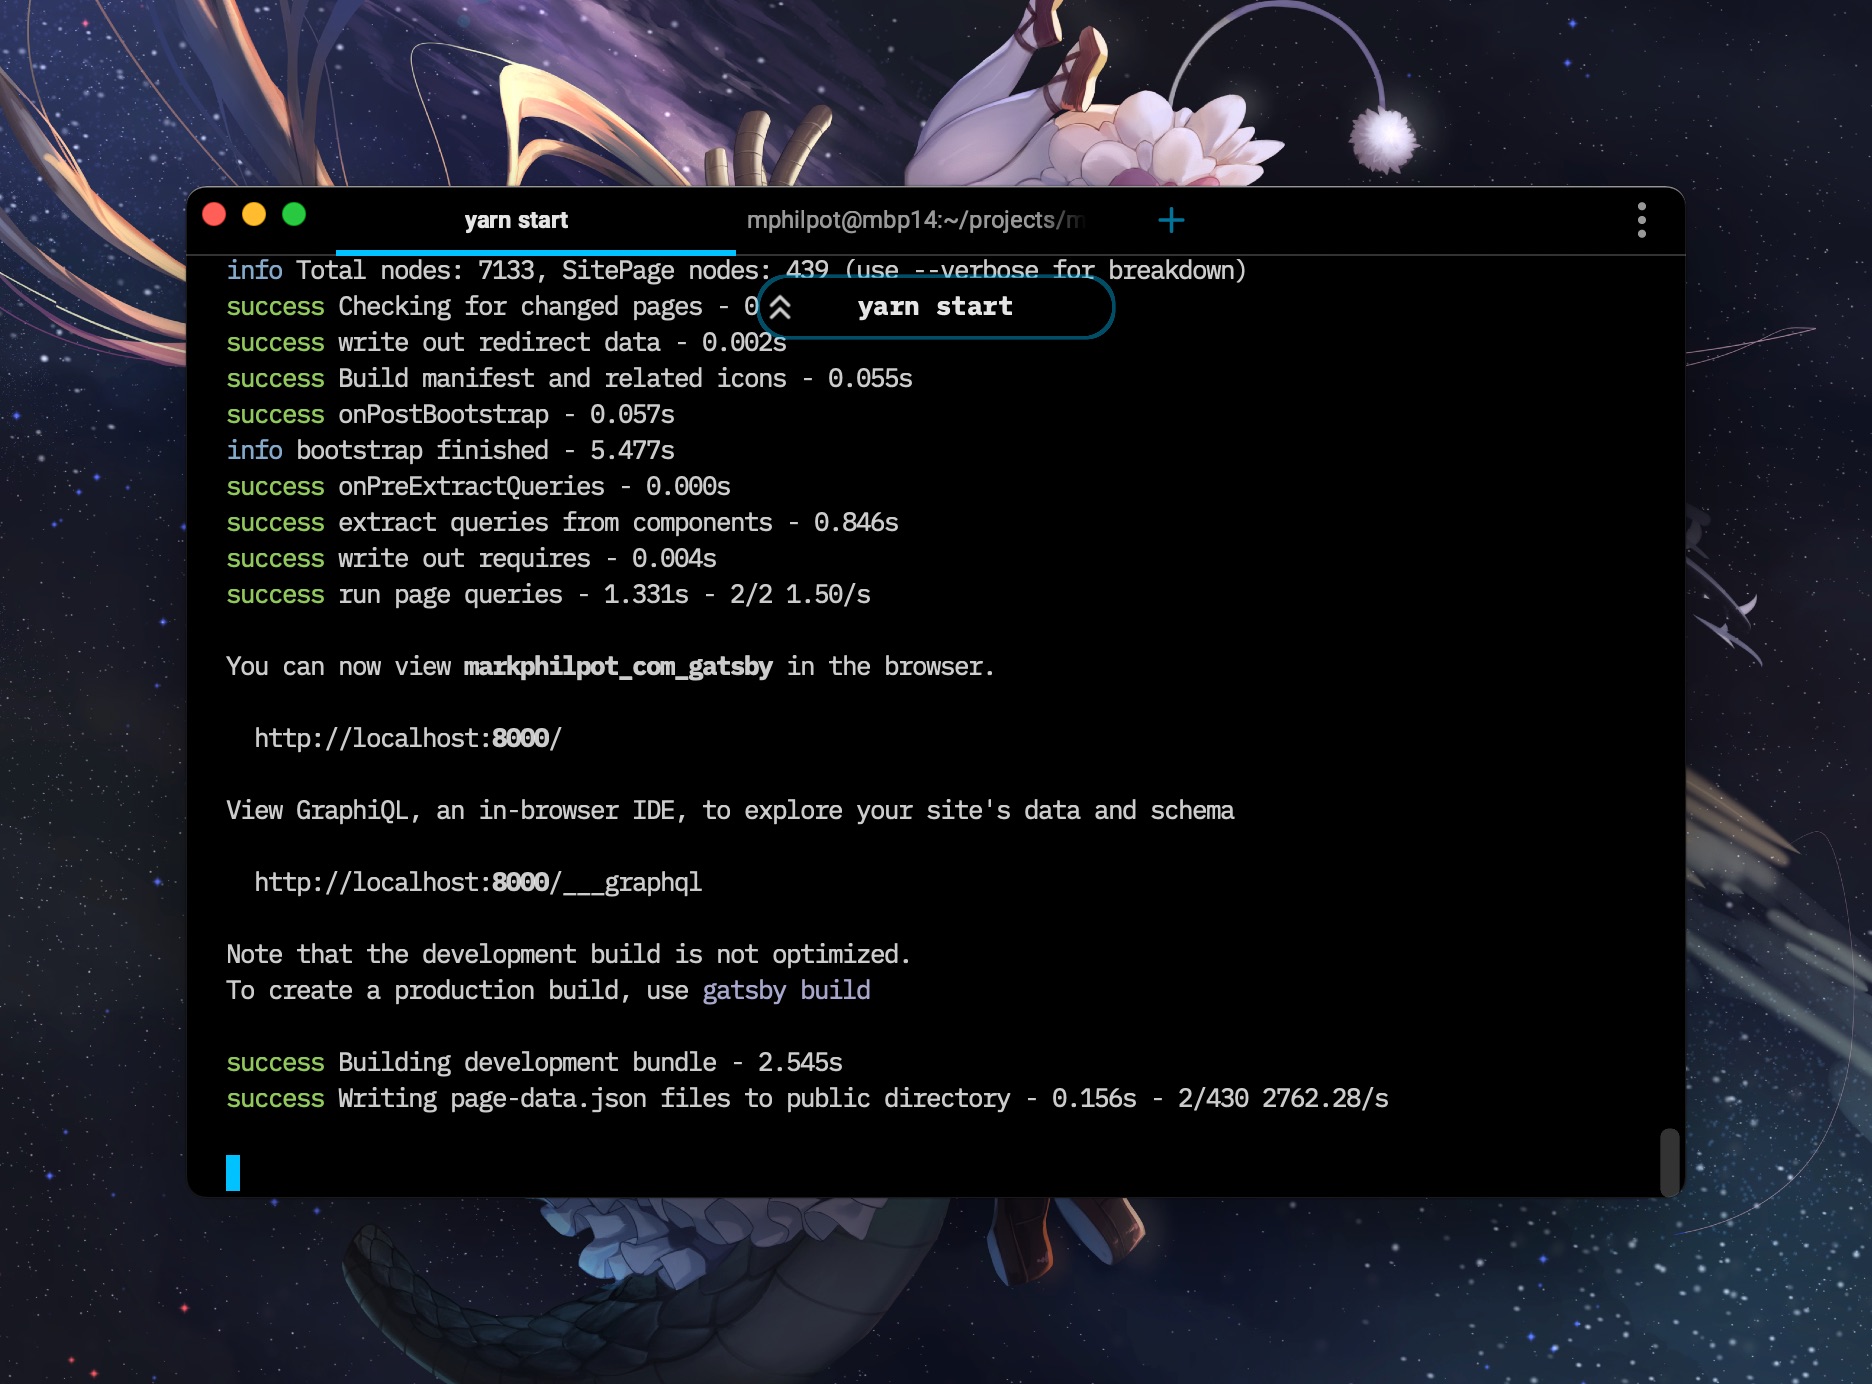 yarn start
mphilpot@mbp14:~/projects/m
info Total nodes: 7133, SitePage nodes: 439 (use --verbose for breakdown)
success Checking for changed pages - 0
yarn start
success write out redirect data - 0.002s
success Build manifest and related icons - 0.055s
success onPostBootstrap - 0.057s
info bootstrap finished - 5.477s
success onPreExtractQueries - 0.000s
success extract queries from components - 0.846s
success write out requires - 0.004s
success run page queries - 1.331s - 2/2 1.50/s
You can now view markphilpot_com_gatsby in the browser.
http://localhost:8000/
View GraphiQL, an in-browser IDE, to explore your site's data and schema
http://localhost:8000/___graphql
Note that the development build is not optimized.
To create a production build, use gatsby build
success Building development bundle - 2.545s
success Writing page-data.json files to public directory - 0.156s - 2/430 2762.28/s